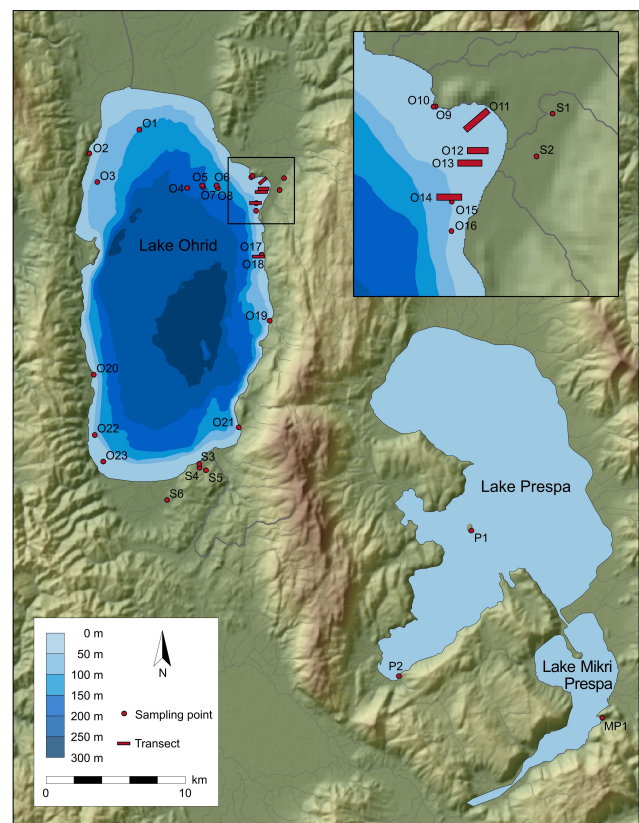 O10
O9
O11
S1
O12
O13
S2
O14
O15
O16
O1
O2
O3
O4
O5
O6
O7
O8
Lake Ohrid
O17
O18
O19
O20
O21
O22
O23
S3
S4
S5
S6
Lake Prespa
P1
P2
Lake Mikri
Prespa
MP1
0 m
50 m
100 m
150 m
200 m
250 m
300 m
N
Sampling point
Transect
km
0 10